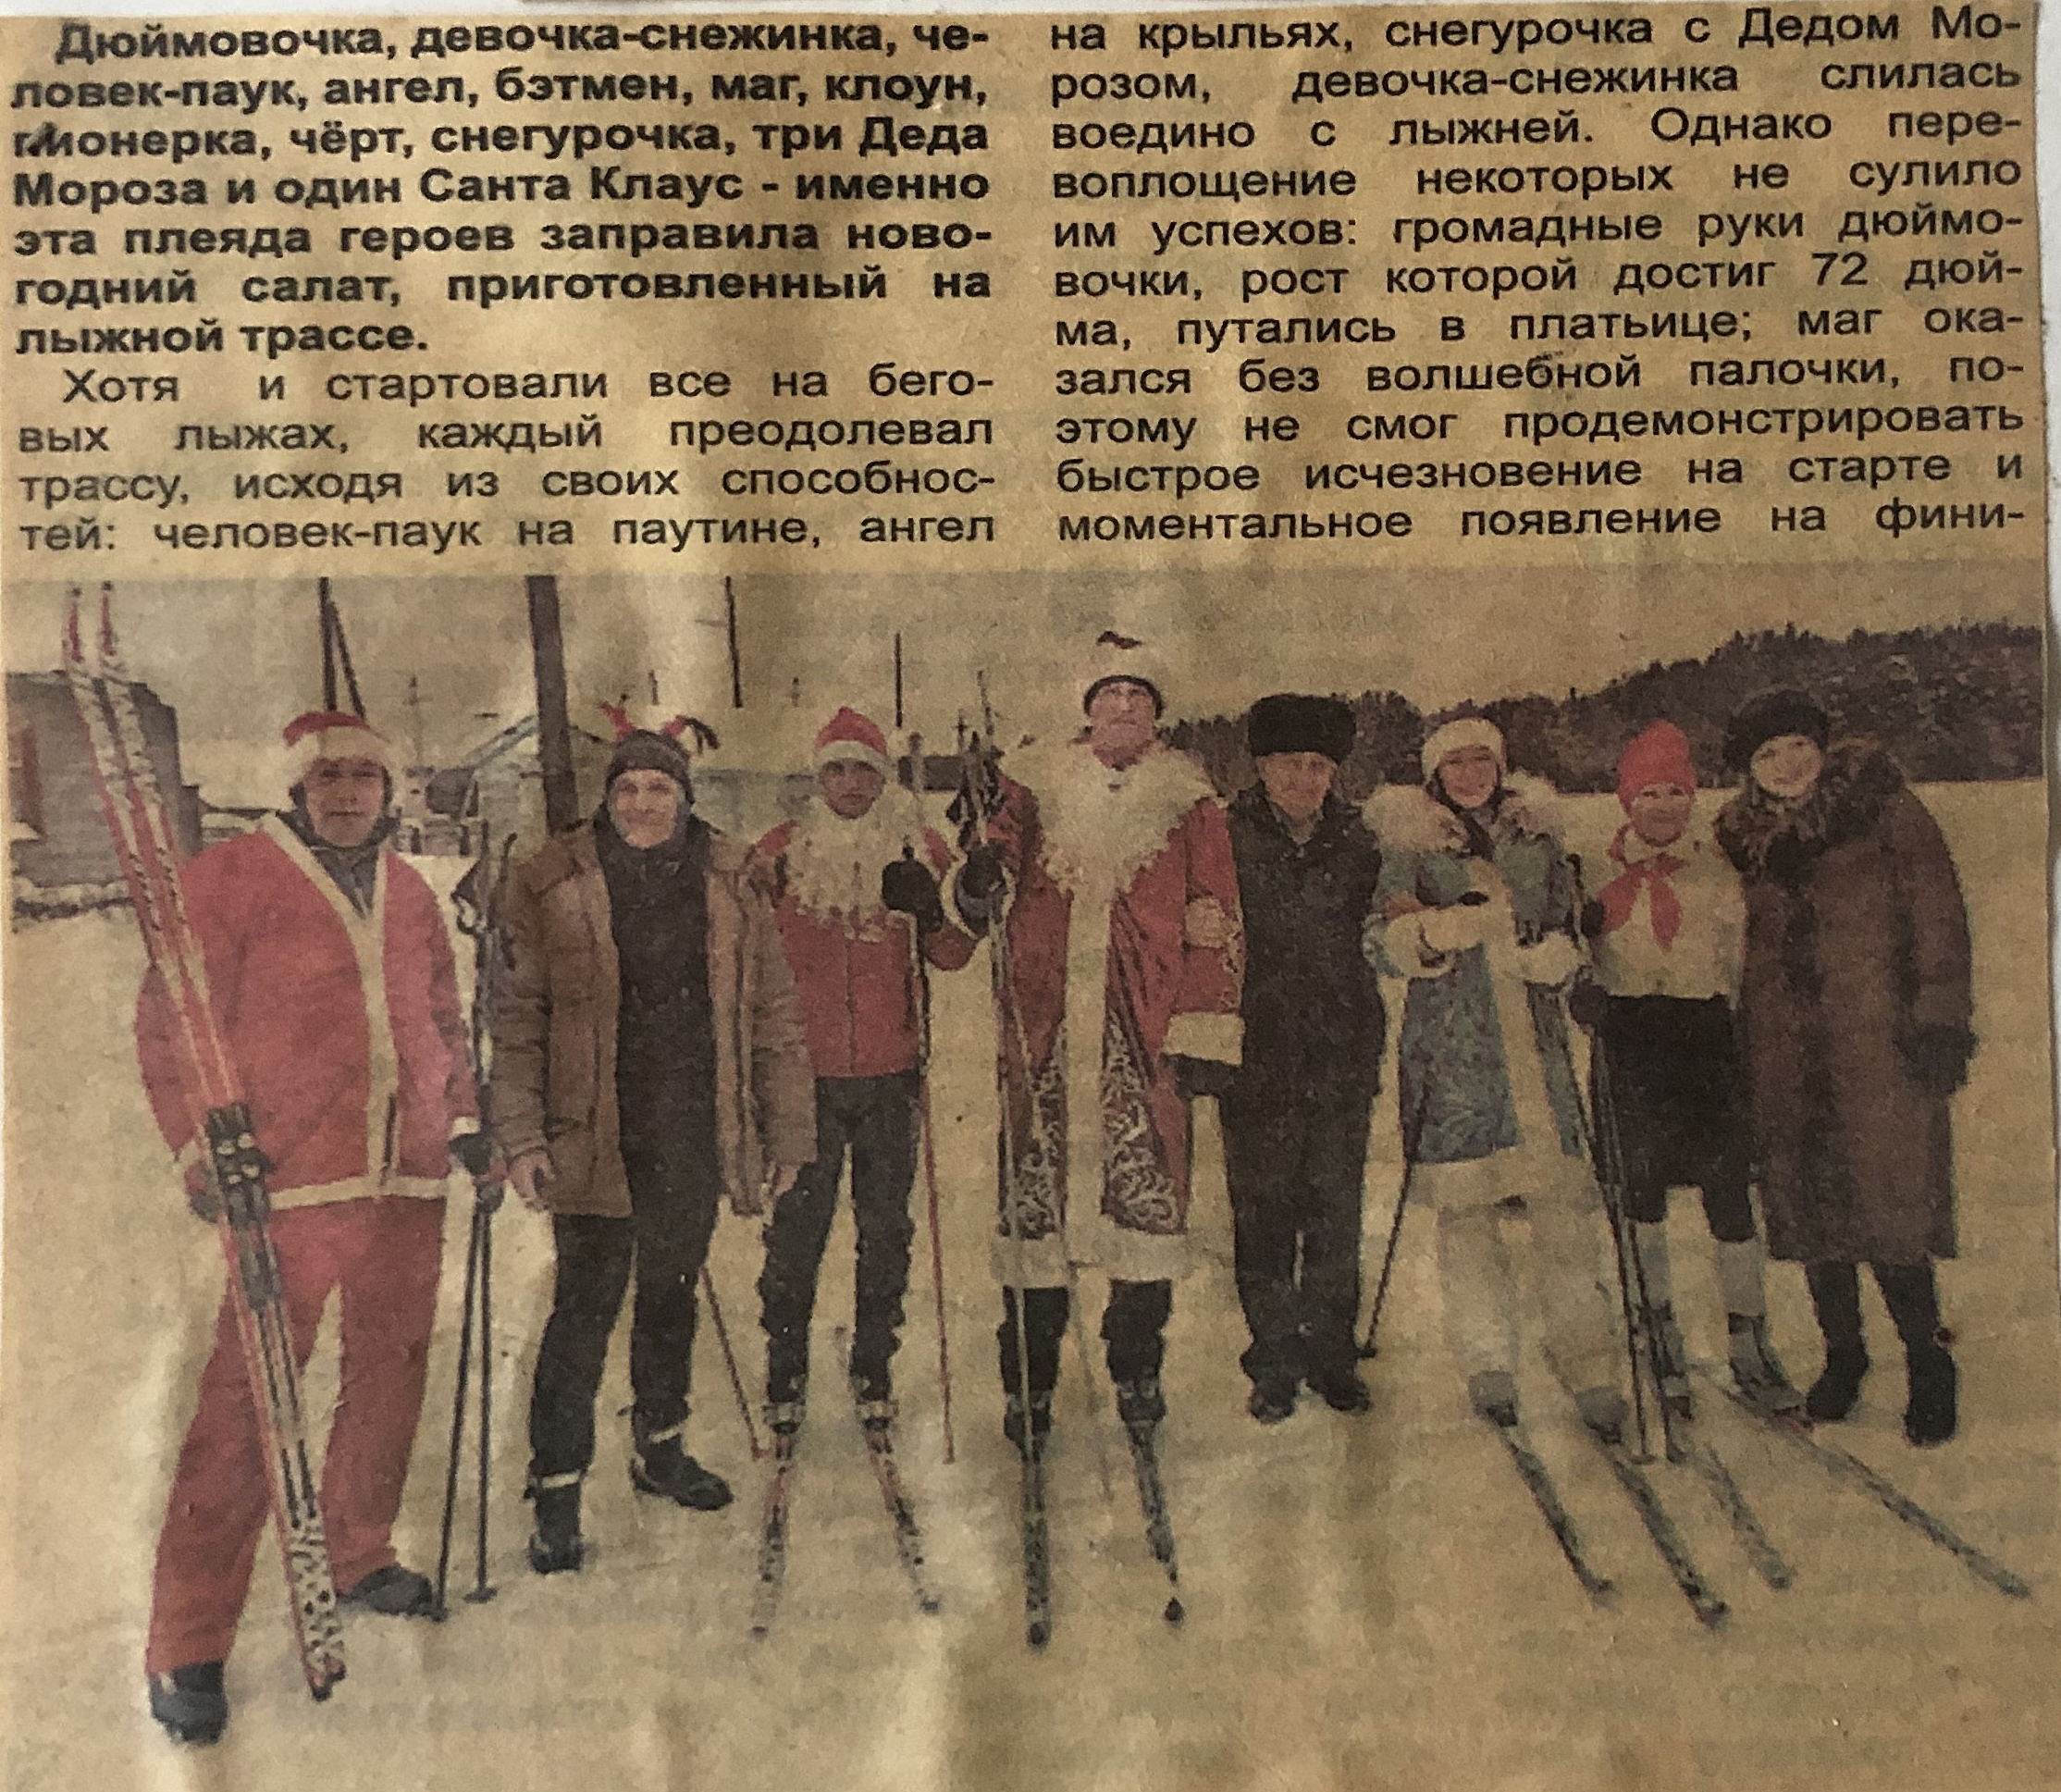 Дюймовочка, девочка-снежинка, че-
ловек-паук, ангел, бэтмен, маг, клоун,
пионерка, чёрт, снегурочка, три Деда
Мороза и один Санта Клаус - именно
эта плеяда героев заправила ново-
годний салат, приготовленный на
лыжной трассе.
Хотя и стартовали все на бего-
вых лыжах, каждый преодолевал
трассу, исходя из своих способнос-
тей: человек-паук на паутине, ангел
на крыльях, снегурочка с Дедом Мо-
розом, девочка-снежинка слилась
воедино с лыжней. Однако пере-
воплощение некоторых не сулило
им успехов: громадные руки дюймо-
вочки, рост которой достиг 72 дюй-
ма, путались в платьице; маг ока-
зался без волшебной палочки, по-
этому не смог продемонстрировать
быстрое исчезновение на старте и
моментальное появление на фини-